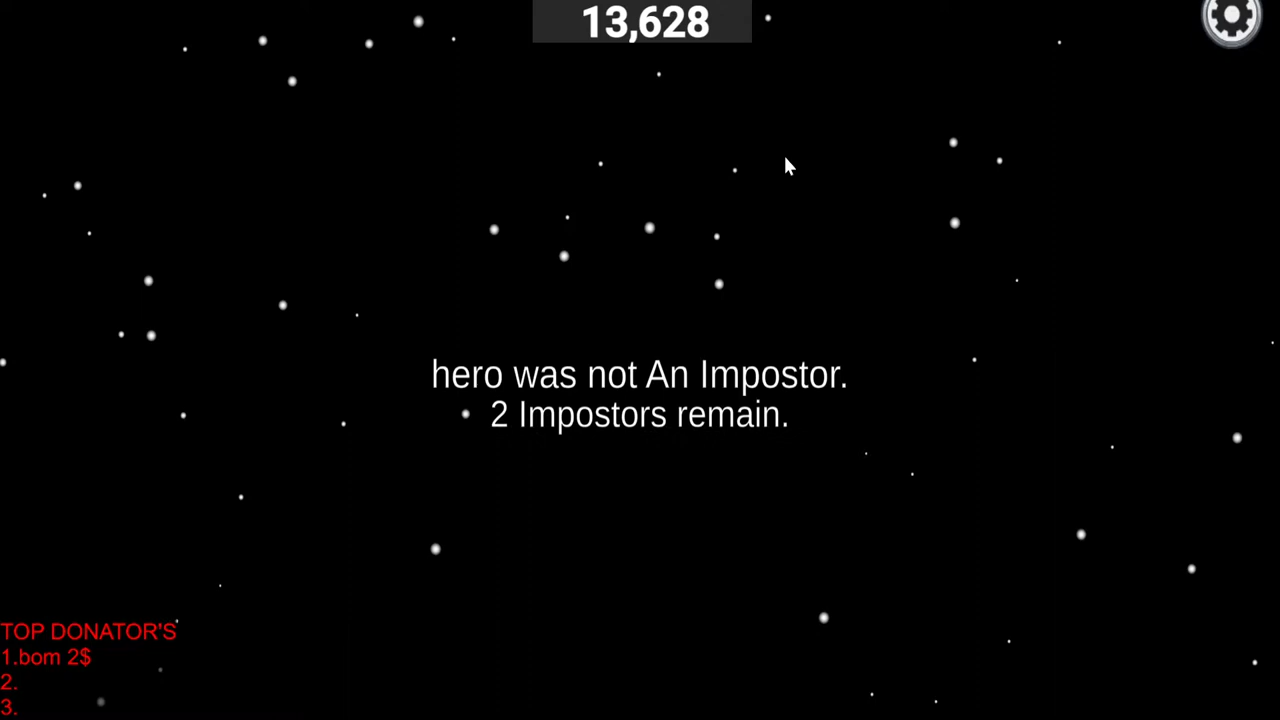 13,628
hero was not An Impostor.
2 Impostors remain.
TOP DONATOR'S
1.bom 2$
2.
3.